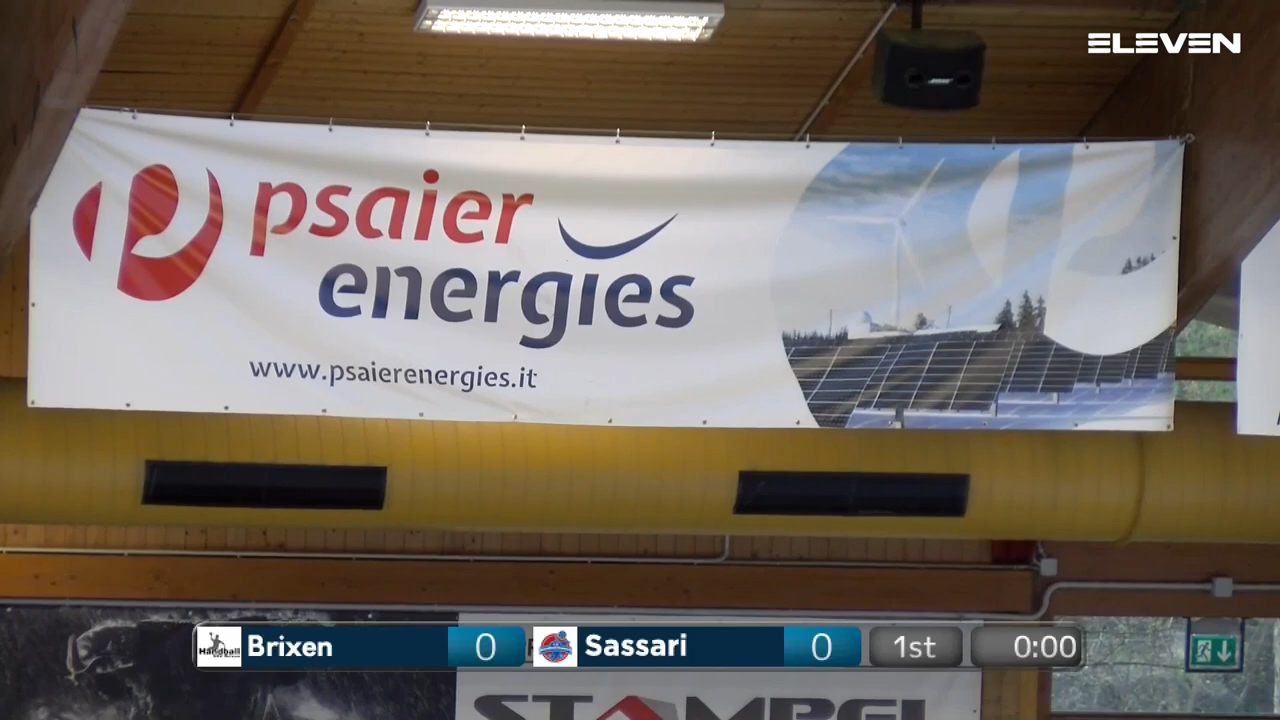 ELEVEN
psaier
energies
www.psaierenergies.it
Handball
Brixen 0 Sassari 0 1st 0:00